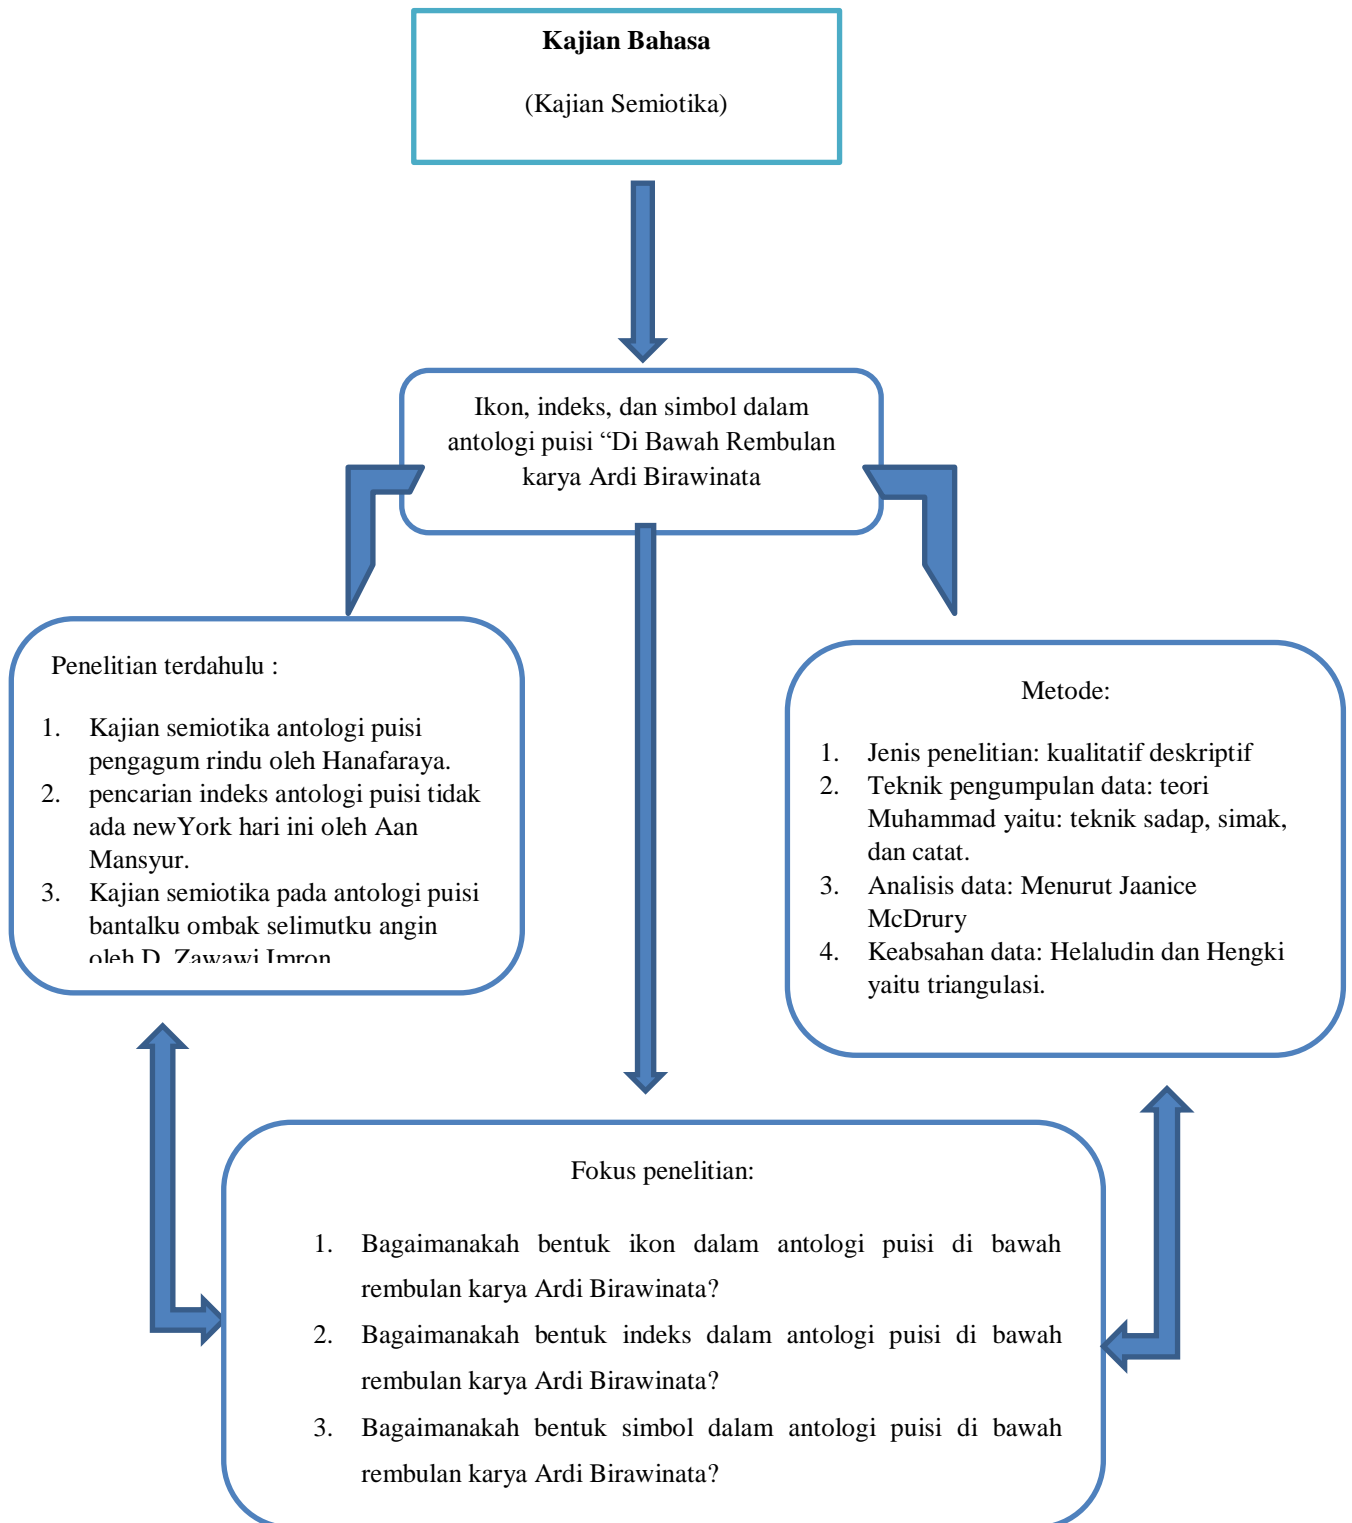 Kajian Bahasa
(Kajian Semiotika)
Ikon, indeks, dan simbol dalam
antologi puisi “Di Bawah Rembulan
karya Ardi Birawinata
Penelitian terdahulu :
1. Kajian semiotika antologi puisi
pengagum rindu oleh Hanafaraya.
2. pencarian indeks antologi puisi tidak
ada newYork hari ini oleh Aan
Mansyur.
3. Kajian semiotika pada antologi puisi
bantalku ombak selimutku angin
oleh D. Zawawi Imron
Metode:
1. Jenis penelitian: kualitatif deskriptif
2. Teknik pengumpulan data: teori
Muhammad yaitu: teknik sadap, simak,
dan catat.
3. Analisis data: Menurut Jaanice
McDrury
4. Keabsahan data: Helaludin dan Hengki
yaitu triangulasi.
Fokus penelitian:
1. Bagaimanakah bentuk ikon dalam antologi puisi di bawah
rembulan karya Ardi Birawinata?
2. Bagaimanakah bentuk indeks dalam antologi puisi di bawah
rembulan karya Ardi Birawinata?
3. Bagaimanakah bentuk simbol dalam antologi puisi di bawah
rembulan karya Ardi Birawinata?